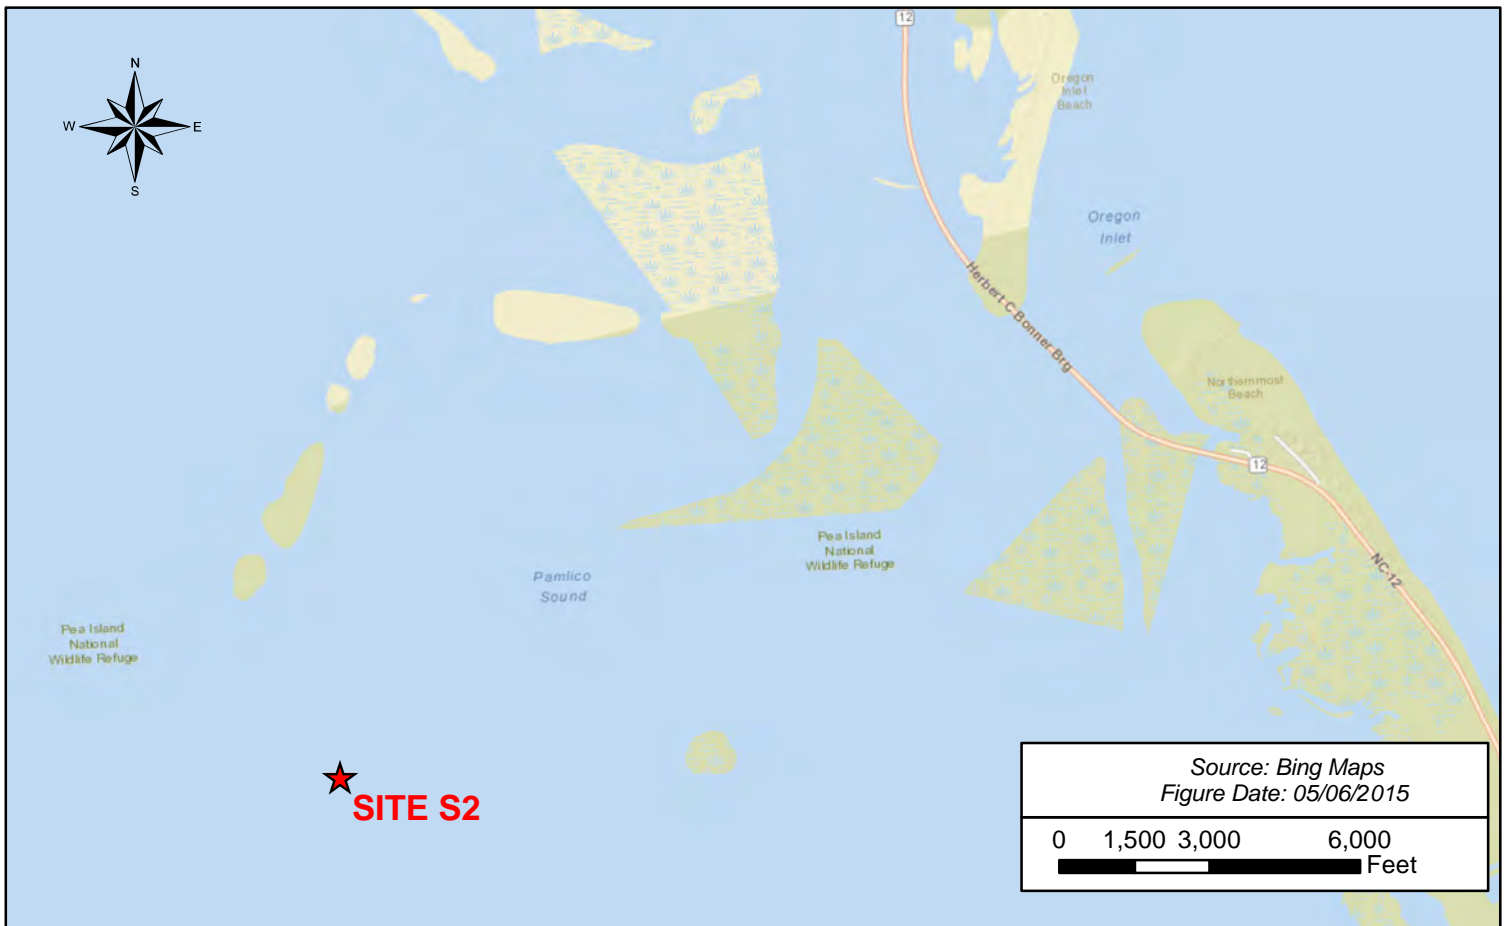 12
N
W
E
S
Oregon
Inlet
Beach
Oregon
Inlet
Herbert C Bonner Brg
Northernmost
Beach
12
NC-12
Pea Island
National
Wildlife Refuge
Pamlico
Sound
Pea Island
National
Wildlife Refuge
SITE S2
Source: Bing Maps
Figure Date: 05/06/2015
0 1,500 3,000 6,000
Feet